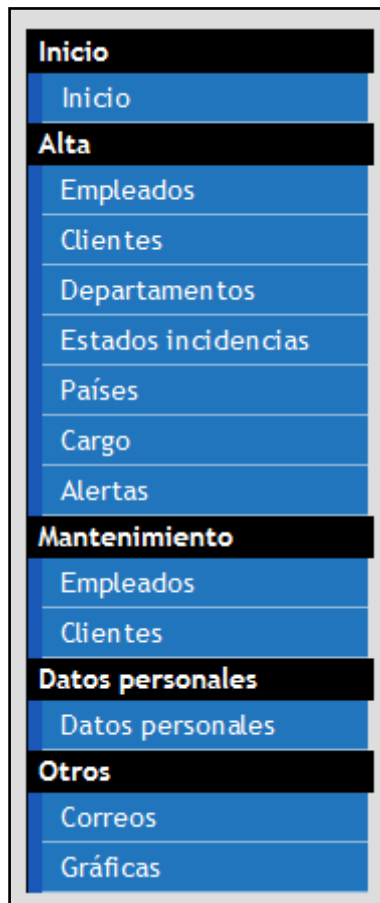 Inicio
Inicio
Alta
Empleados
Clientes
Departamentos
Estados incidencias
Países
Cargo
Alertas
Mantenimiento
Empleados
Clientes
Datos personales
Datos personales
Otros
Correos
Gráficas